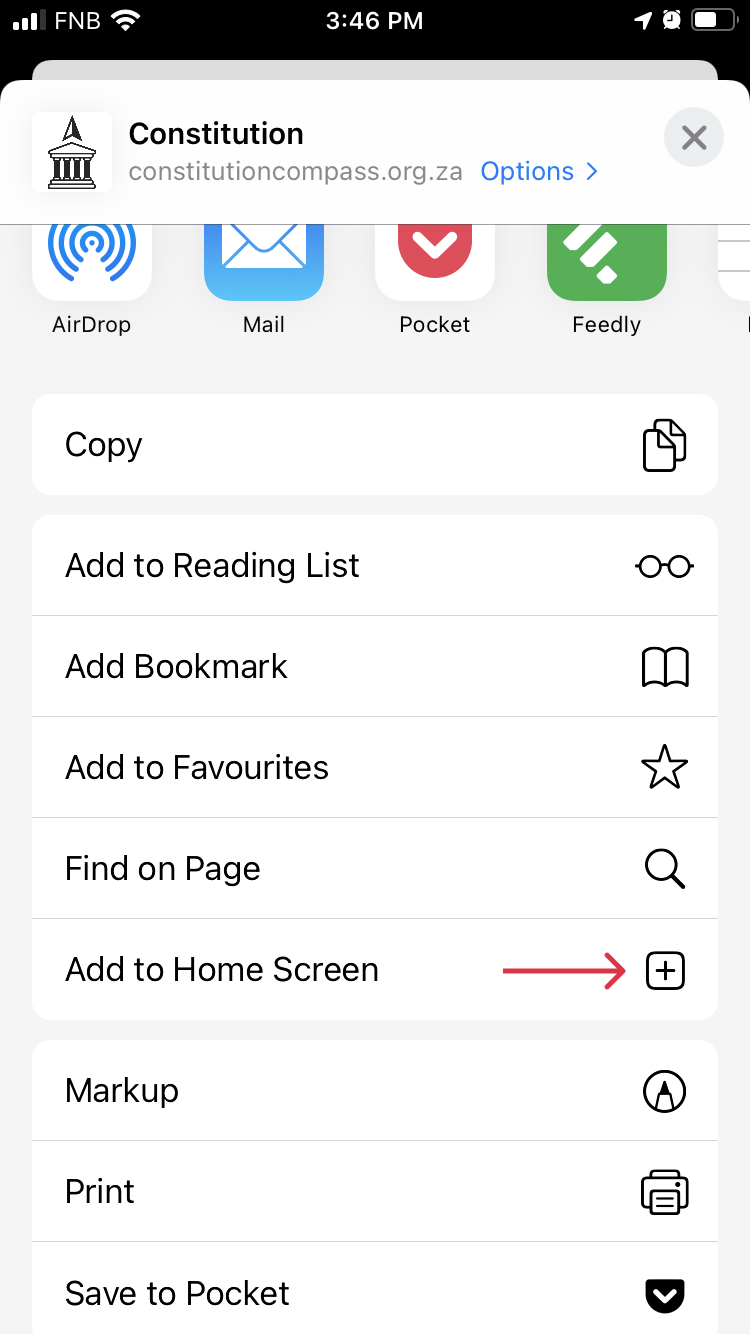 FNB 3:46 PM
Constitution
constitutioncompass.org.za Options
AirDrop Mail Pocket Feedly
Copy
Add to Reading List
Add Bookmark
Add to Favourites
Find on Page
Add to Home Screen
Markup
Print
Save to Pocket